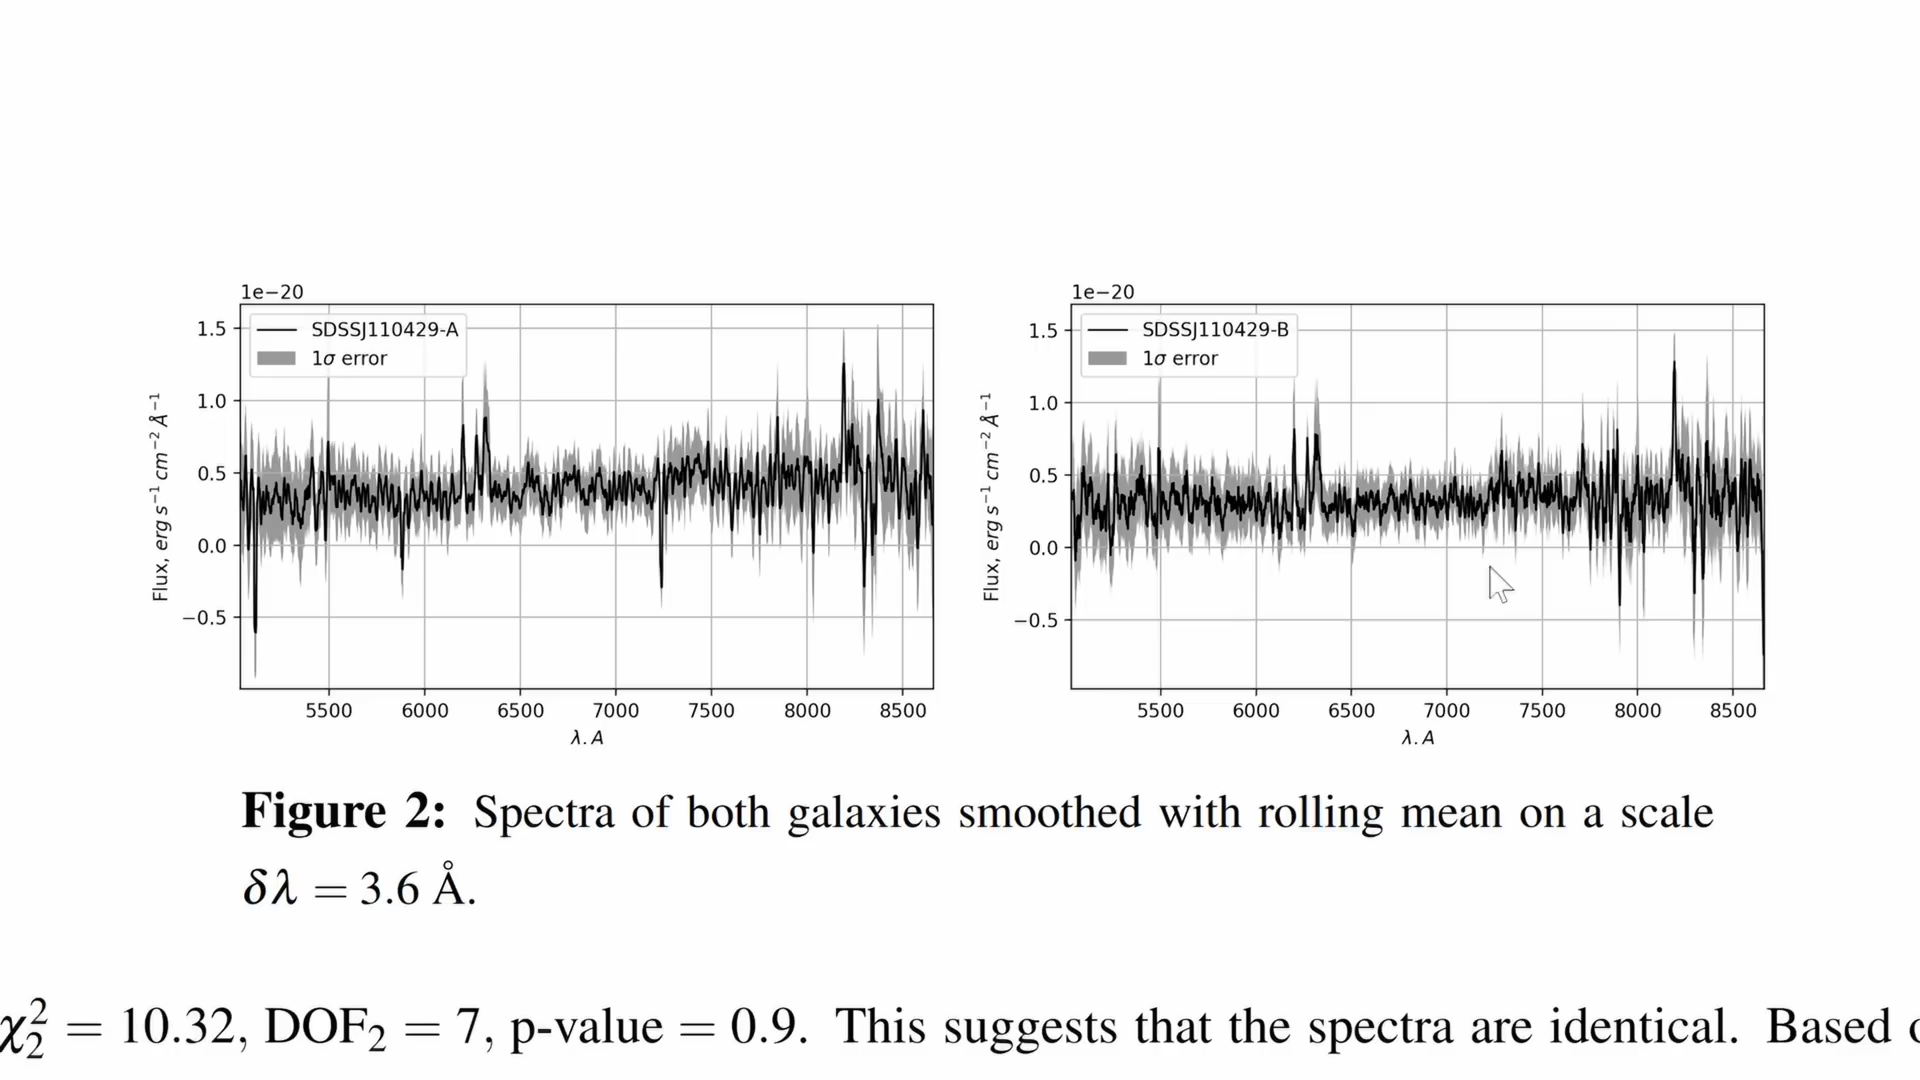 1e−20
SDSSJ110429-A
1σ error
1.5
1.0
0.5
0.0
−0.5
Flux, erg s⁻¹ cm⁻² Å⁻¹
5500 6000 6500 7000 7500 8000 8500
λ. A
1e−20
SDSSJ110429-B
1σ error
1.5
1.0
0.5
0.0
−0.5
Flux, erg s⁻¹ cm⁻² Å⁻¹
5500 6000 6500 7000 7500 8000 8500
λ. A
Figure 2: Spectra of both galaxies smoothed with rolling mean on a scale
δλ = 3.6 Å.
χ₂² = 10.32, DOF₂ = 7, p-value = 0.9. This suggests that the spectra are identical. Based